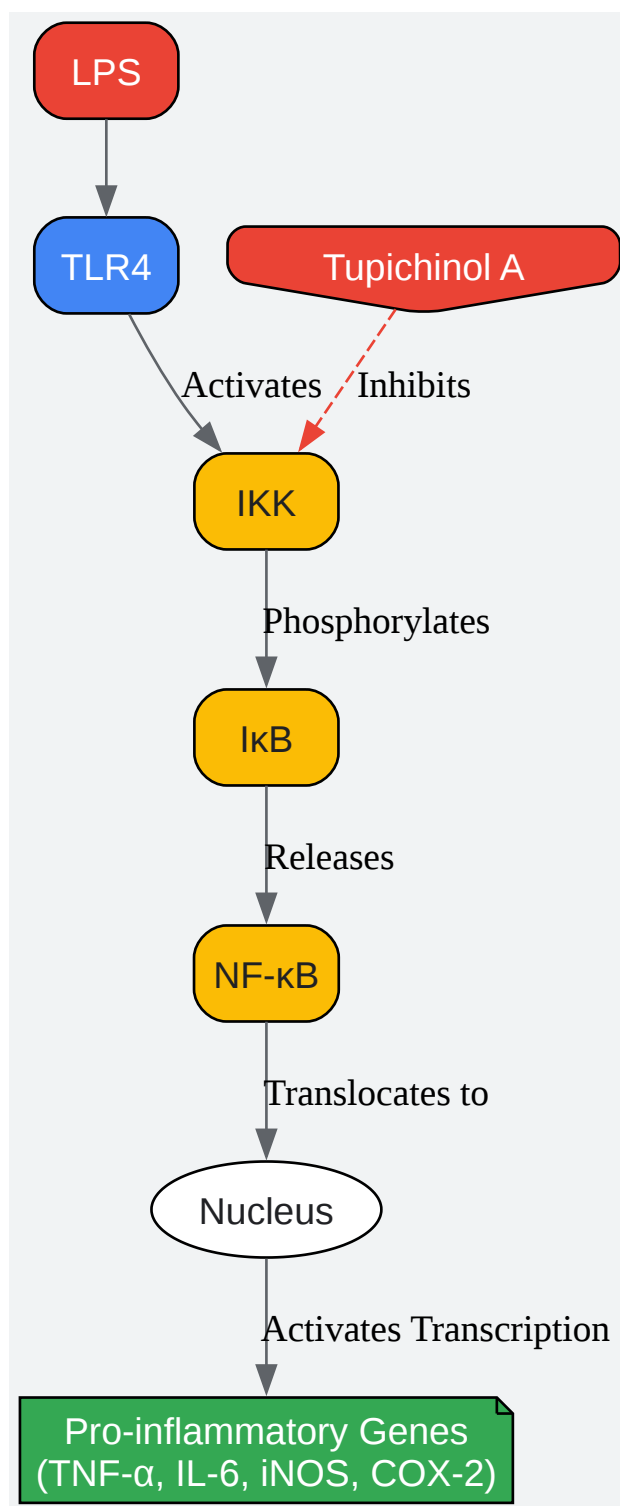 LPS
TLR4
Tupichinol A
Activates
Inhibits
IKK
Phosphorylates
IκB
Releases
NF-κB
Translocates to
Nucleus
Activates Transcription
Pro-inflammatory Genes
(TNF-α, IL-6, iNOS, COX-2)